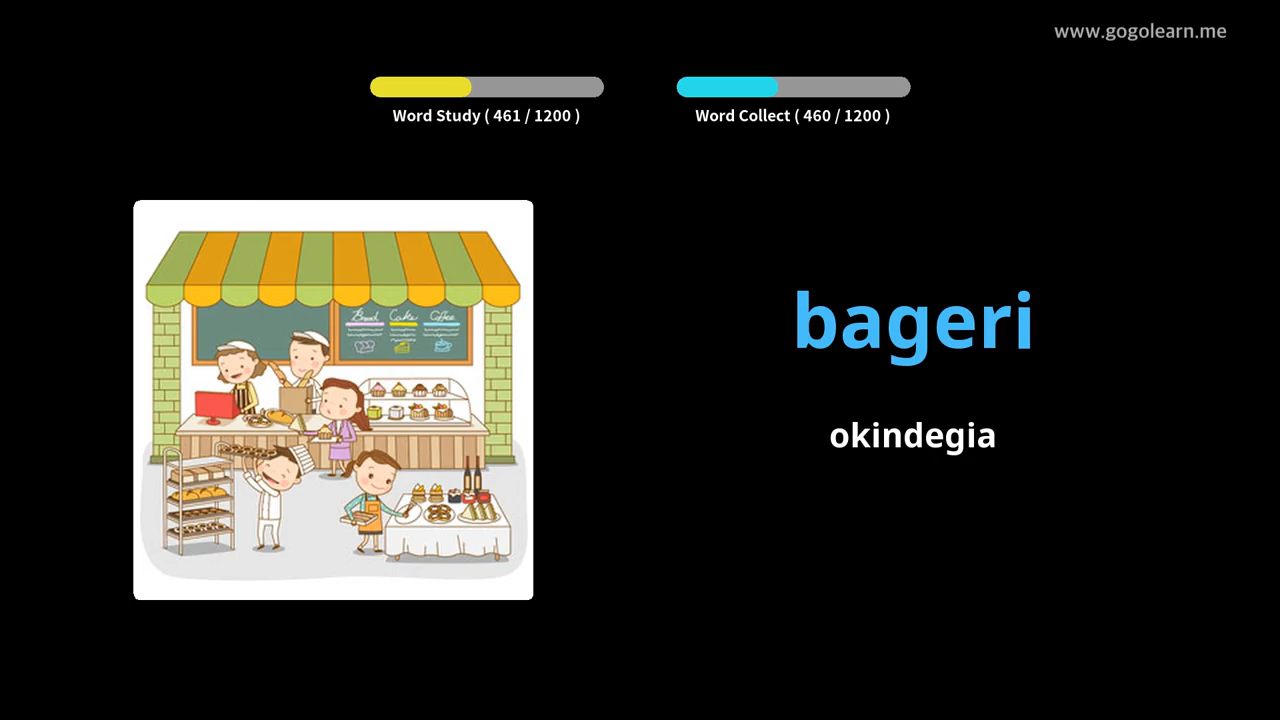 www.gogolearn.me
Word Study ( 461 / 1200 )
Word Collect ( 460 / 1200 )
Bread Cake Coffee
bageri
okindegia